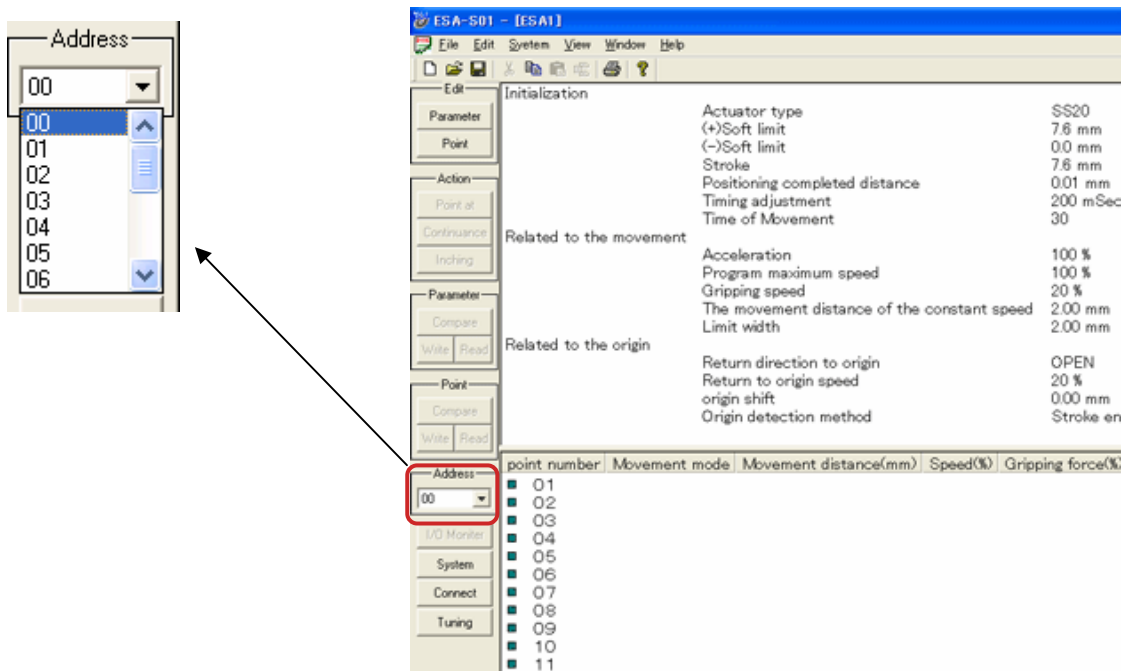 Address
00
00
01
02
03
04
05
06
ESA-S01 - [ESA1]
File Edit Syetem View Window Help
Edit
Parameter
Point
Action
Point at
Continuance
Inching
Parameter
Compare
Write Read
Point
Compare
Write Read
Address
00
I/O Moniter
System
Connect
Tuning
Initialization
Actuator type SS20
(+)Soft limit 7.6 mm
(-)Soft limit 0.0 mm
Stroke 7.6 mm
Positioning completed distance 0.01 mm
Timing adjustment 200 mSec
Time of Movement 30
Related to the movement
Acceleration 100 %
Program maximum speed 100 %
Gripping speed 20 %
The movement distance of the constant speed 2.00 mm
Limit width 2.00 mm
Related to the origin
Return direction to origin OPEN
Return to origin speed 20 %
origin shift 0.00 mm
Origin detection method Stroke en
point number Movement mode Movement distance(mm) Speed(%) Gripping force(%
01
02
03
04
05
06
07
08
09
10
11